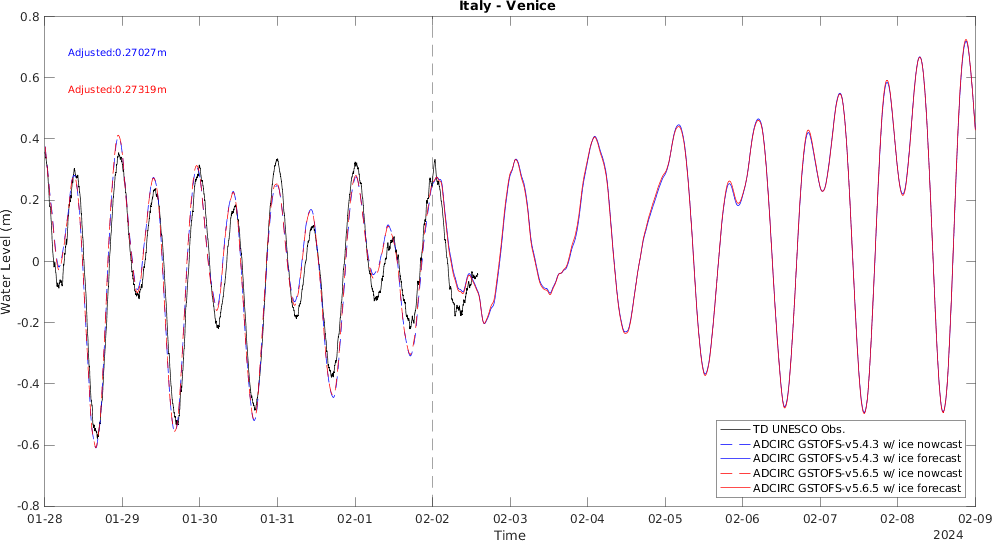 Italy - Venice
0.8
0.6
0.4
0.2
0
-0.2
-0.4
-0.6
-0.8
Water Level (m)
Adjusted:0.27027m
Adjusted:0.27319m
TD UNESCO Obs.
ADCIRC GSTOFS-v5.4.3 w/ ice nowcast
ADCIRC GSTOFS-v5.4.3 w/ ice forecast
ADCIRC GSTOFS-v5.6.5 w/ ice nowcast
ADCIRC GSTOFS-v5.6.5 w/ ice forecast
01-28 01-29 01-30 01-31 02-01 02-02 02-03 02-04 02-05 02-06 02-07 02-08 02-09
Time
2024